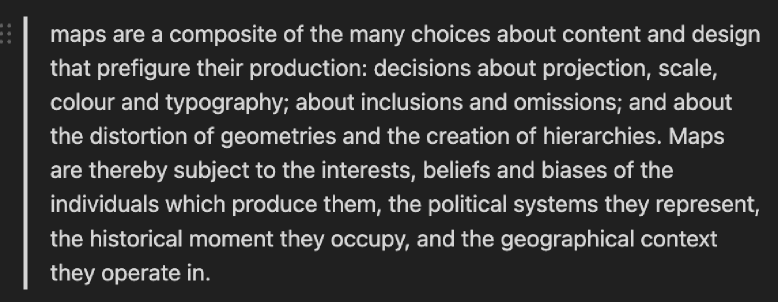 maps are a composite of the many choices about content and design
that prefigure their production: decisions about projection, scale,
colour and typography; about inclusions and omissions; and about
the distortion of geometries and the creation of hierarchies. Maps
are thereby subject to the interests, beliefs and biases of the
individuals which produce them, the political systems they represent,
the historical moment they occupy, and the geographical context
they operate in.